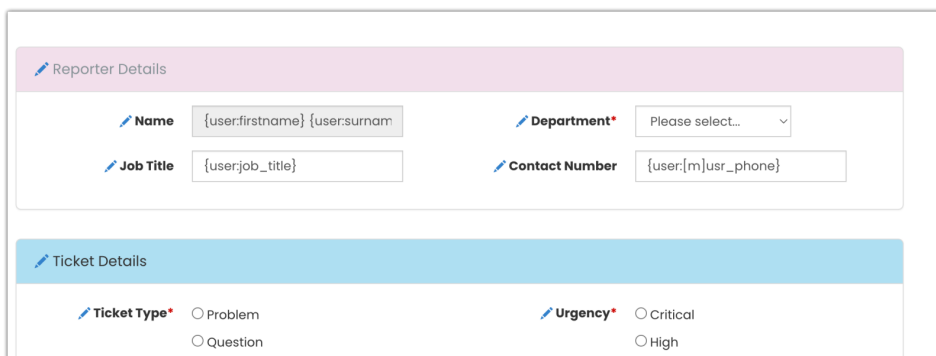 Reporter Details
Name {user:firstname} {user:surnam Department* Please select...
Job Title {user:job_title} Contact Number {user:[m]usr_phone}
Ticket Details
Ticket Type* Problem Urgency* Critical
Question High